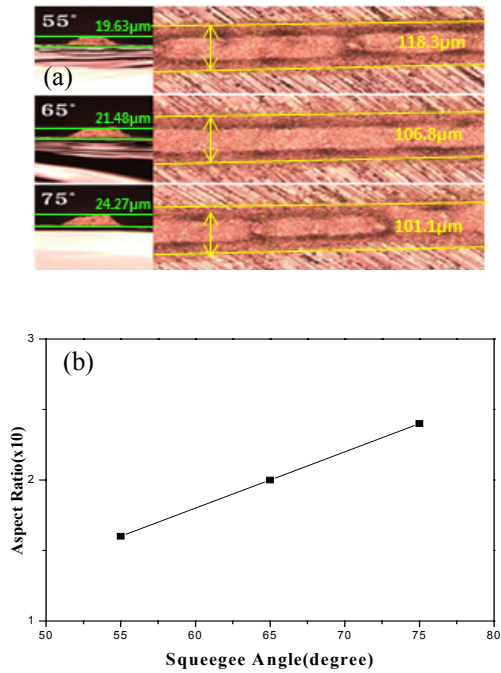 55°
19.63μm
(a)
118.3μm
65°
21.48μm
106.8μm
75°
24.27μm
101.1μm
(b)
3
2
1
Aspect Ratio(x10)
50 55 60 65 70 75 80
Squeegee Angle(degree)